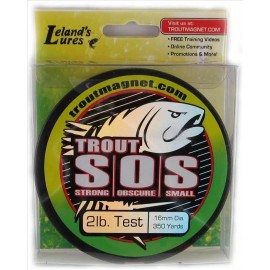 Leland's
Lures
Visit us at:
TROUTMAGNET.COM
• FREE Training Videos
• Online Community
• Promotions & More!
troutmagnet.com
TROUT
S.O.S
STRONG OBSCURE SMALL
2lb. Test
.16mm Dia
350 Yards